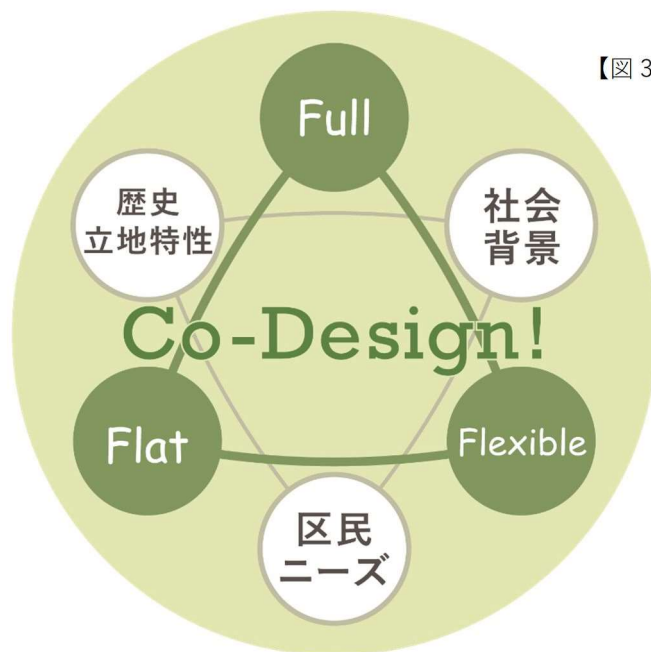 【図 3
Full
歴史
立地特性
社会
背景
Co-Design!
Flat
Flexible
区民
ニーズ